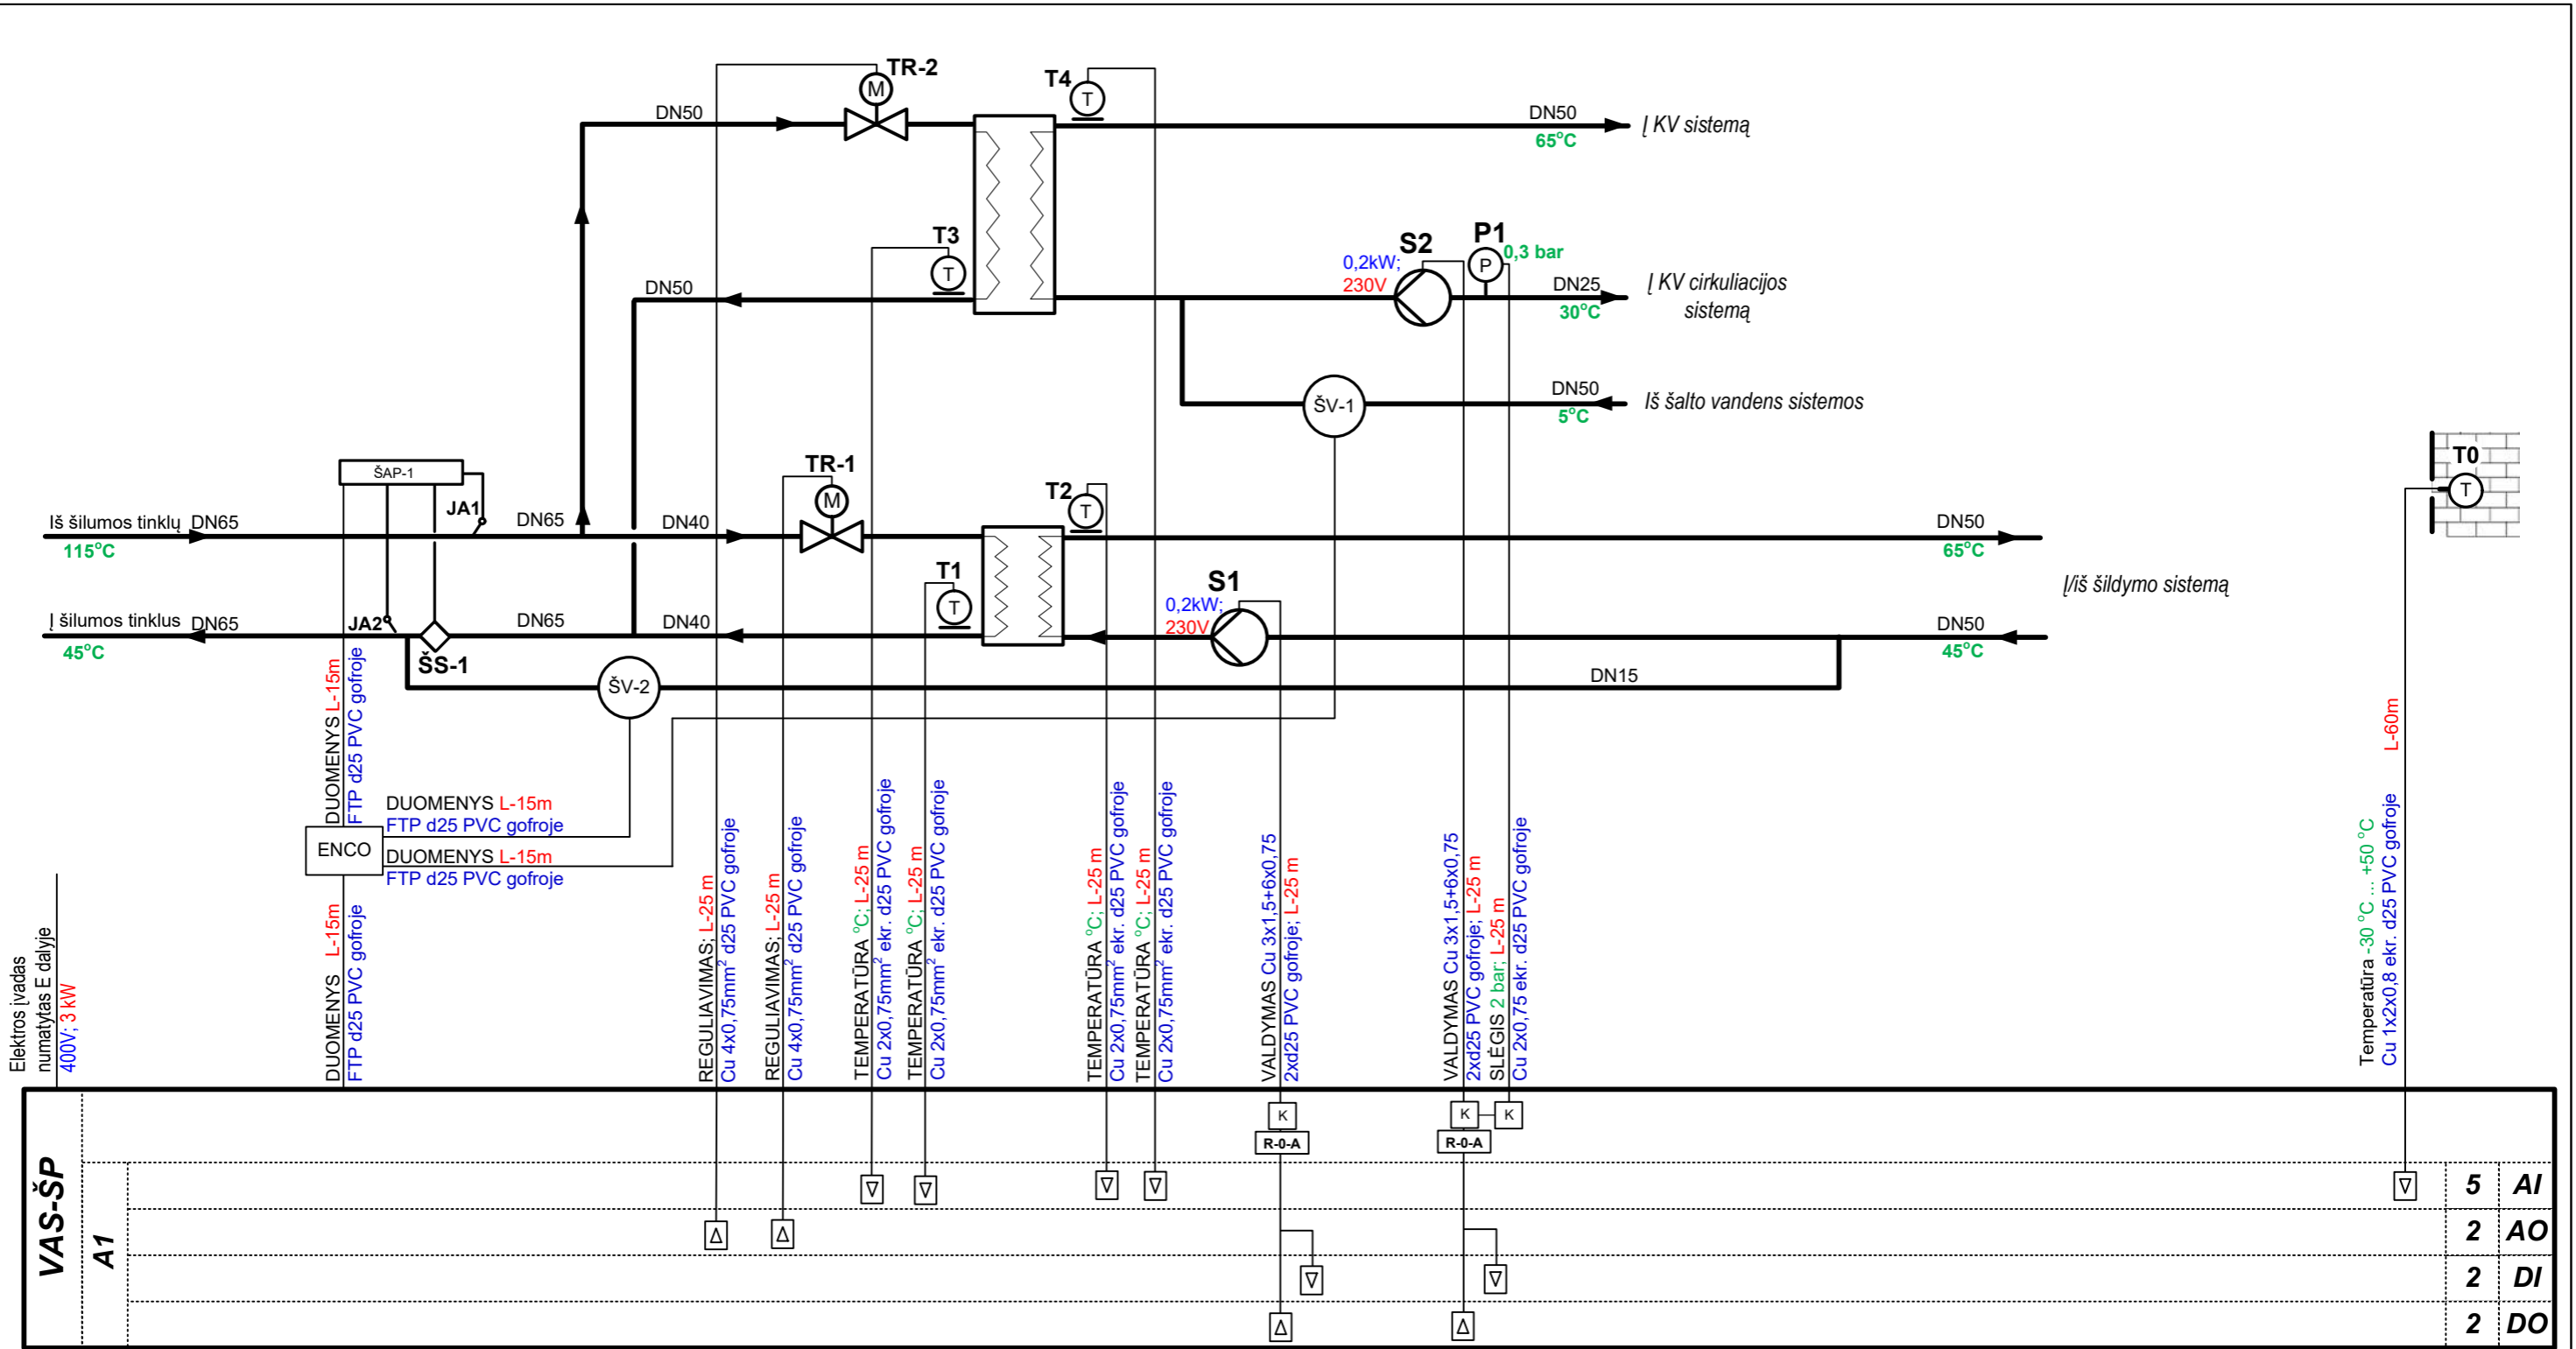 TR-2
M
T4
T
DN50
DN50
65°C
Į KV sistemą
T3
T
DN50
S2
0,2kW;
230V
P1
P
0,3 bar
DN25
30°C
Į KV cirkuliacijos
sistemą
ŠV-1
DN50
5°C
Iš šalto vandens sistemos
ŠAP-1
JA1
TR-1
M
T2
T
T0
T
Iš šilumos tinklų DN65
115°C
DN65
DN40
DN50
65°C
T1
T
S1
0,2kW;
230V
Į/iš šildymo sistemą
Į šilumos tinklus DN65
45°C
JA2
ŠS-1
DN65
DN40
DN50
45°C
ŠV-2
DN15
DUOMENYS L-15m
FTP d25 PVC gofroje
DUOMENYS L-15m
FTP d25 PVC gofroje
ENCO
DUOMENYS L-15m
FTP d25 PVC gofroje
Elektros įvadas
numatytas E dalyje
400V; 3 kW
DUOMENYS L-15m
FTP d25 PVC gofroje
REGULIAVIMAS; L-25 m
Cu 4x0,75mm² d25 PVC gofroje
REGULIAVIMAS; L-25 m
Cu 4x0,75mm² d25 PVC gofroje
TEMPERATŪRA °C; L-25 m
Cu 2x0,75mm² ekr. d25 PVC gofroje
TEMPERATŪRA °C; L-25 m
Cu 2x0,75mm² ekr. d25 PVC gofroje
TEMPERATŪRA °C; L-25 m
Cu 2x0,75mm² ekr. d25 PVC gofroje
TEMPERATŪRA °C; L-25 m
Cu 2x0,75mm² ekr. d25 PVC gofroje
VALDYMAS Cu 3x1,5+6x0,75
2xd25 PVC gofroje; L-25 m
VALDYMAS Cu 3x1,5+6x0,75
2xd25 PVC gofroje; L-25 m
SLĖGIS 2 bar; L-25 m
Cu 2x0,75 ekr. d25 PVC gofroje
Temperatūra -30 °C ... +50 °C
Cu 1x2x0,8 ekr. d25 PVC gofroje
L-60m
VAS-ŠP
A1
K
R-0-A
K
K
R-0-A
5 AI
2 AO
2 DI
2 DO